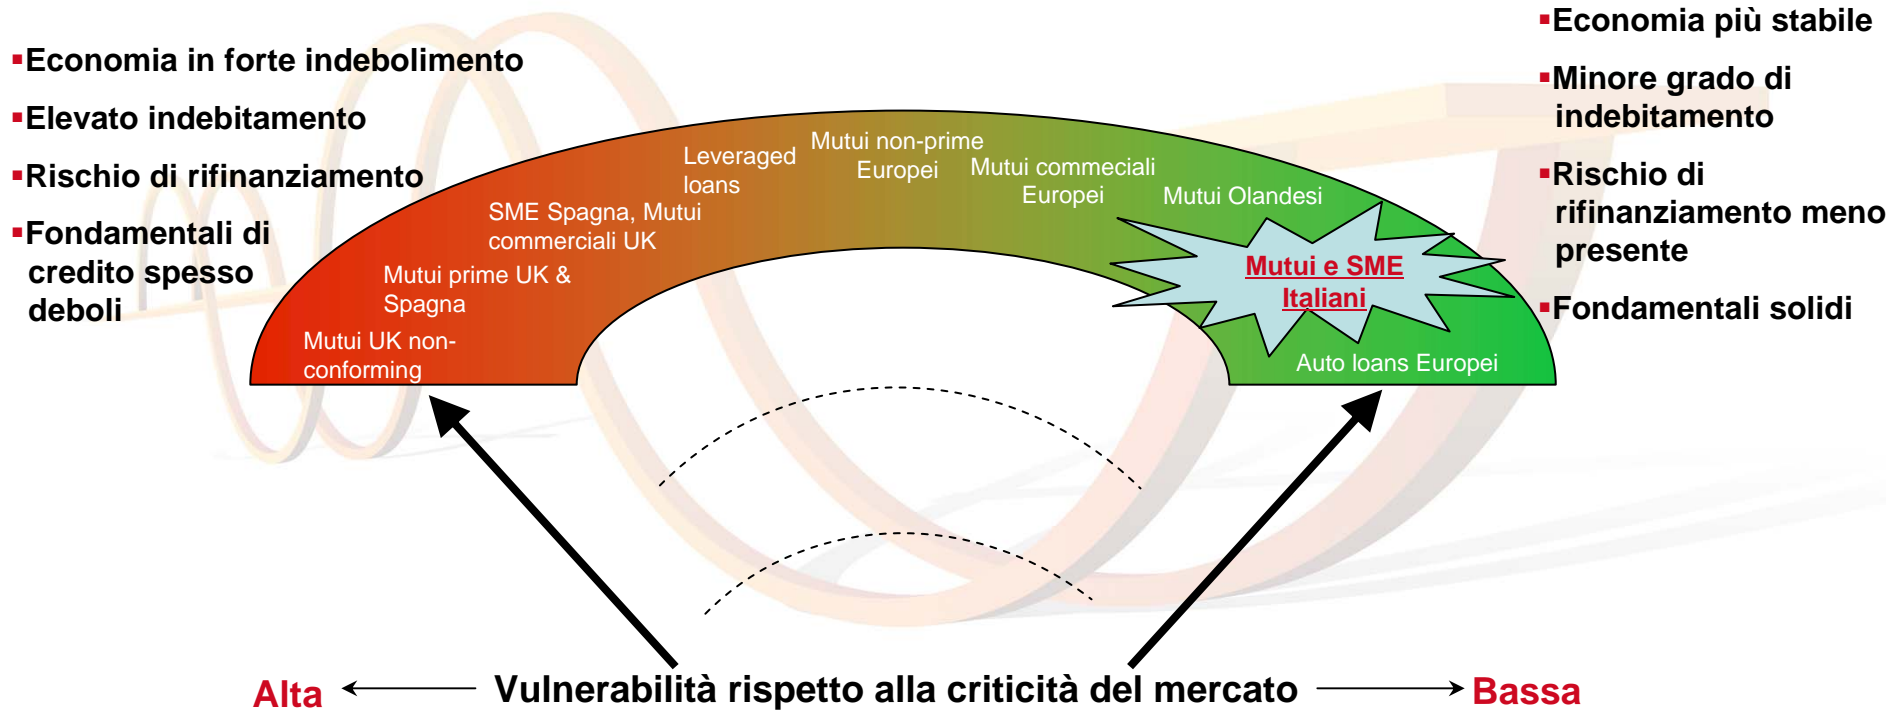 ▪Economia in forte indebolimento
▪Elevato indebitamento
▪Rischio di rifinanziamento
▪Fondamentali di
credito spesso
deboli
▪Economia più stabile
▪Minore grado di
indebitamento
▪Rischio di
rifinanziamento meno
presente
▪Fondamentali solidi
Mutui UK non-
conforming
Mutui prime UK &
Spagna
SME Spagna, Mutui
commerciali UK
Leveraged
loans
Mutui non-prime
Europei
Mutui commeciali
Europei
Mutui Olandesi
Mutui e SME
Italiani
Auto loans Europei
Alta
Vulnerabilità rispetto alla criticità del mercato
Bassa